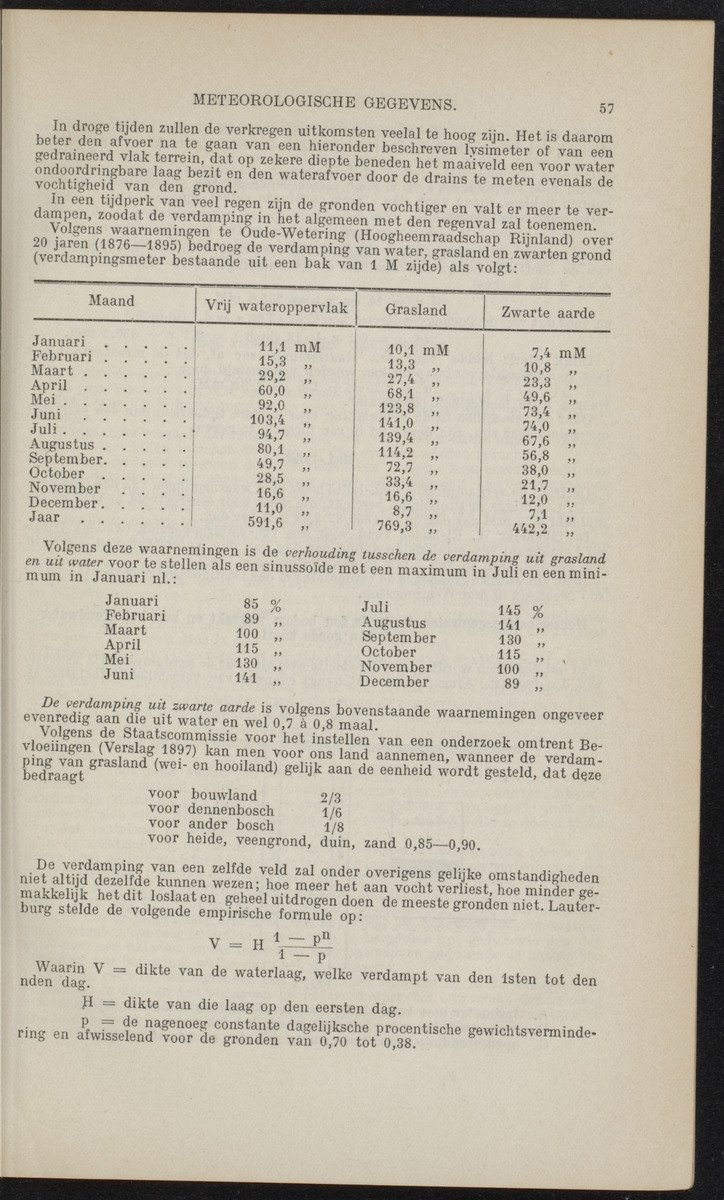 METEOROLOGISCHE GEGEVENS. 57
In droge tijden zullen de verkregen uitkomsten veelal te hoog zijn. Het is daarom
beter den afvoer na te gaan van een hieronder beschreven lysimeter of van een
gedraineerd vlak terrein, dat op zekere diepte beneden het maaiveld een voor water
ondoordringbare laag bezit en den waterafvoer door de drains te meten evenals de
vochtigheid van den grond.
In een tijdperk van veel regen zijn de gronden vochtiger en valt er meer te ver-
dampen, zoodat de verdamping in het algemeen met den regenval zal toenemen.
Volgens waarnemingen te Oude-Wetering (Hoogheemraadschap Rijnland) over
20 jaren (1876—1895) bedroeg de verdamping van water, grasland en zwarten grond
(verdampingsmeter bestaande uit een bak van 1 M zijde) als volgt:
Maand Vrij wateroppervlak Grasland Zwarte aarde
Januari . . . . . 11,1 mM 10,1 mM 7,4 mM
Februari . . . . . 15,3 „ 13,3 „ 10,8 „
Maart . . . . . . 29,2 „ 27,4 „ 23,3 „
April . . . . . . 60,0 „ 68,1 „ 49,6 „
Mei . . . . . . . 92,0 „ 123,8 „ 73,4 „
Juni . . . . . . 103,4 „ 141,0 „ 74,0 „
Juli . . . . . . . 94,7 „ 139,4 „ 67,6 „
Augustus . . . . . 80,1 „ 114,2 „ 56,8 „
September. . . . . 49,7 „ 72,7 „ 38,0 „
October . . . . . 28,5 „ 33,4 „ 21,7 „
November . . . . 16,6 „ 16,6 „ 12,0 „
December. . . . . 11,0 „ 8,7 „ 7,1 „
Jaar . . . . . . 591,6 „ 769,3 „ 442,2 „
Volgens deze waarnemingen is de verhouding tusschen de verdamping uit grasland
en uit water voor te stellen als een sinussoïde met een maximum in Juli en een mini-
mum in Januari nl.:
Januari 85 % Juli 145 %
Februari 89 „ Augustus 141 „
Maart 100 „ September 130 „
April 115 „ October 115 „
Mei 130 „ November 100 „
Juni 141 „ December 89 „
De verdamping uit zwarte aarde is volgens bovenstaande waarnemingen ongeveer
evenredig aan die uit water en wel 0,7 à 0,8 maal.
Volgens de Staatscommissie voor het instellen van een onderzoek omtrent Be-
vloeiingen (Verslag 1897) kan men voor ons land aannemen, wanneer de verdam-
ping van grasland (wei- en hooiland) gelijk aan de eenheid wordt gesteld, dat deze
bedraagt
voor bouwland 2/3
voor dennenbosch 1/6
voor ander bosch 1/8
voor heide, veengrond, duin, zand 0,85—0,90.
De verdamping van een zelfde veld zal onder overigens gelijke omstandigheden
niet altijd dezelfde kunnen wezen; hoe meer het aan vocht verliest, hoe minder ge-
makkelijk het dit loslaat en geheel uitdrogen doen de meeste gronden niet. Lauter-
burg stelde de volgende empirische formule op:
V = H (1 — pⁿ)/(1 — p)
Waarin V = dikte van de waterlaag, welke verdampt van den 1sten tot den
nden dag.
H = dikte van die laag op den eersten dag.
p = de nagenoeg constante dagelijksche procentische gewichtsverminde-
ring en afwisselend voor de gronden van 0,70 tot 0,38.